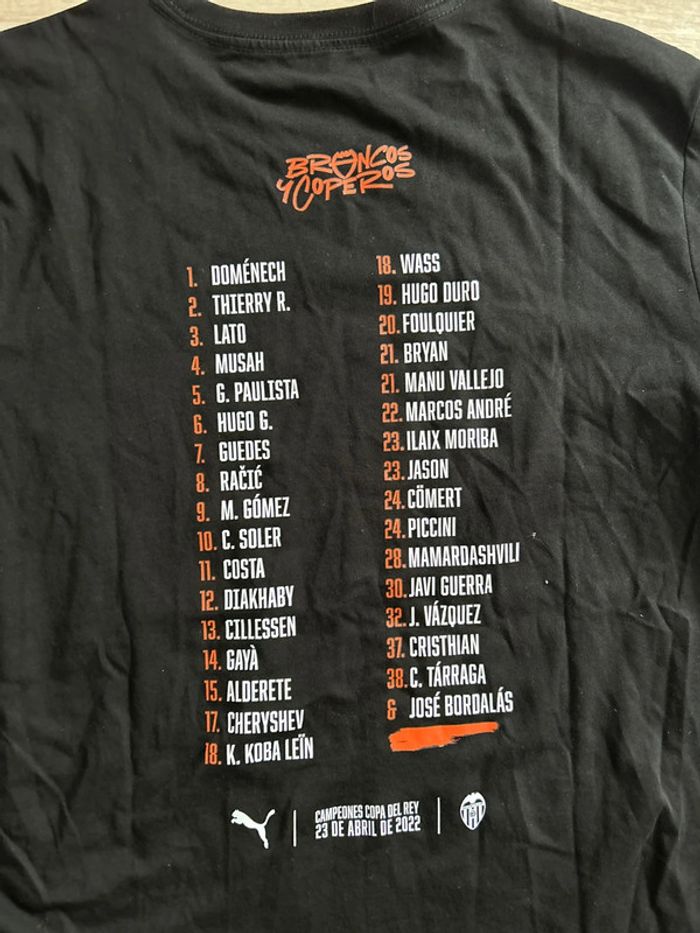 BRONCOS
Y COPEROS
1. DOMÉNECH
2. THIERRY R.
3. LATO
4. MUSAH
5. G. PAULISTA
6. HUGO G.
7. GUEDES
8. RAČIĆ
9. M. GÓMEZ
10. C. SOLER
11. COSTA
12. DIAKHABY
13. CILLESSEN
14. GAYÀ
15. ALDERETE
17. CHERYSHEV
18. K. KOBA LEÏN
18. WASS
19. HUGO DURO
20. FOULQUIER
21. BRYAN
21. MANU VALLEJO
22. MARCOS ANDRÉ
23. ILAIX MORIBA
23. JASON
24. CÖMERT
24. PICCINI
28. MAMARDASHVILI
30. JAVI GUERRA
32. J. VÁZQUEZ
37. CRISTHIAN
38. C. TÁRRAGA
& JOSÉ BORDALÁS
CAMPEONES COPA DEL REY
23 DE ABRIL DE 2022